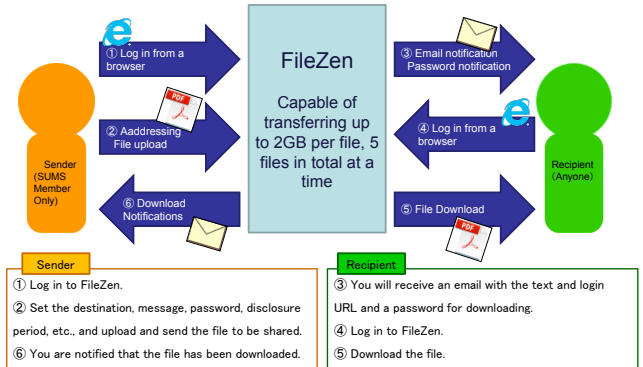 ① Log in from a
browser
② Aaddressing
File upload
⑥ Download
Notifications
Sender
(SUMS
Member
Only)
FileZen
Capable of
transferring up
to 2GB per file, 5
files in total at a
time
③ Email notification
Password notification
④ Log in from a
browser
⑤ File Download
Recipient
(Anyone)
PDF
PDF
Sender
① Log in to FileZen.
② Set the destination, message, password, disclosure
period, etc., and upload and send the file to be shared.
⑥ You are notified that the file has been downloaded.
Recipient
③ You will receive an email with the text and login
URL and a password for downloading.
④ Log in to FileZen.
⑤ Download the file.